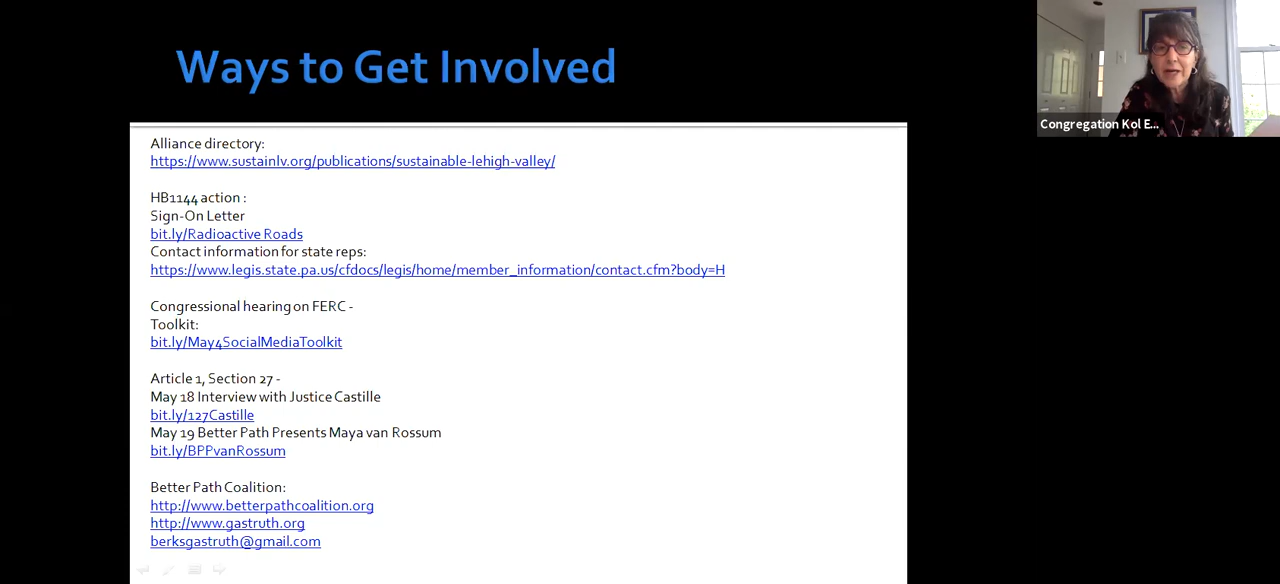 Ways to Get Involved
Congregation Kol E...
Alliance directory:
https://www.sustainlv.org/publications/sustainable-lehigh-valley/
HB1144 action :
Sign-On Letter
bit.ly/Radioactive Roads
Contact information for state reps:
https://www.legis.state.pa.us/cfdocs/legis/home/member_information/contact.cfm?body=H
Congressional hearing on FERC -
Toolkit:
bit.ly/May4SocialMediaToolkit
Article 1, Section 27 -
May 18 Interview with Justice Castille
bit.ly/127Castille
May 19 Better Path Presents Maya van Rossum
bit.ly/BPPvanRossum
Better Path Coalition:
http://www.betterpathcoalition.org
http://www.gastruth.org
berksgastruth@gmail.com